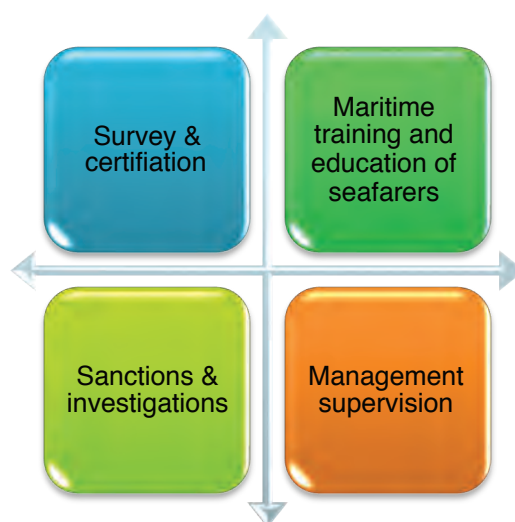 Survey &
certifiation
Maritime
training and
education of
seafarers
Sanctions &
investigations
Management
supervision